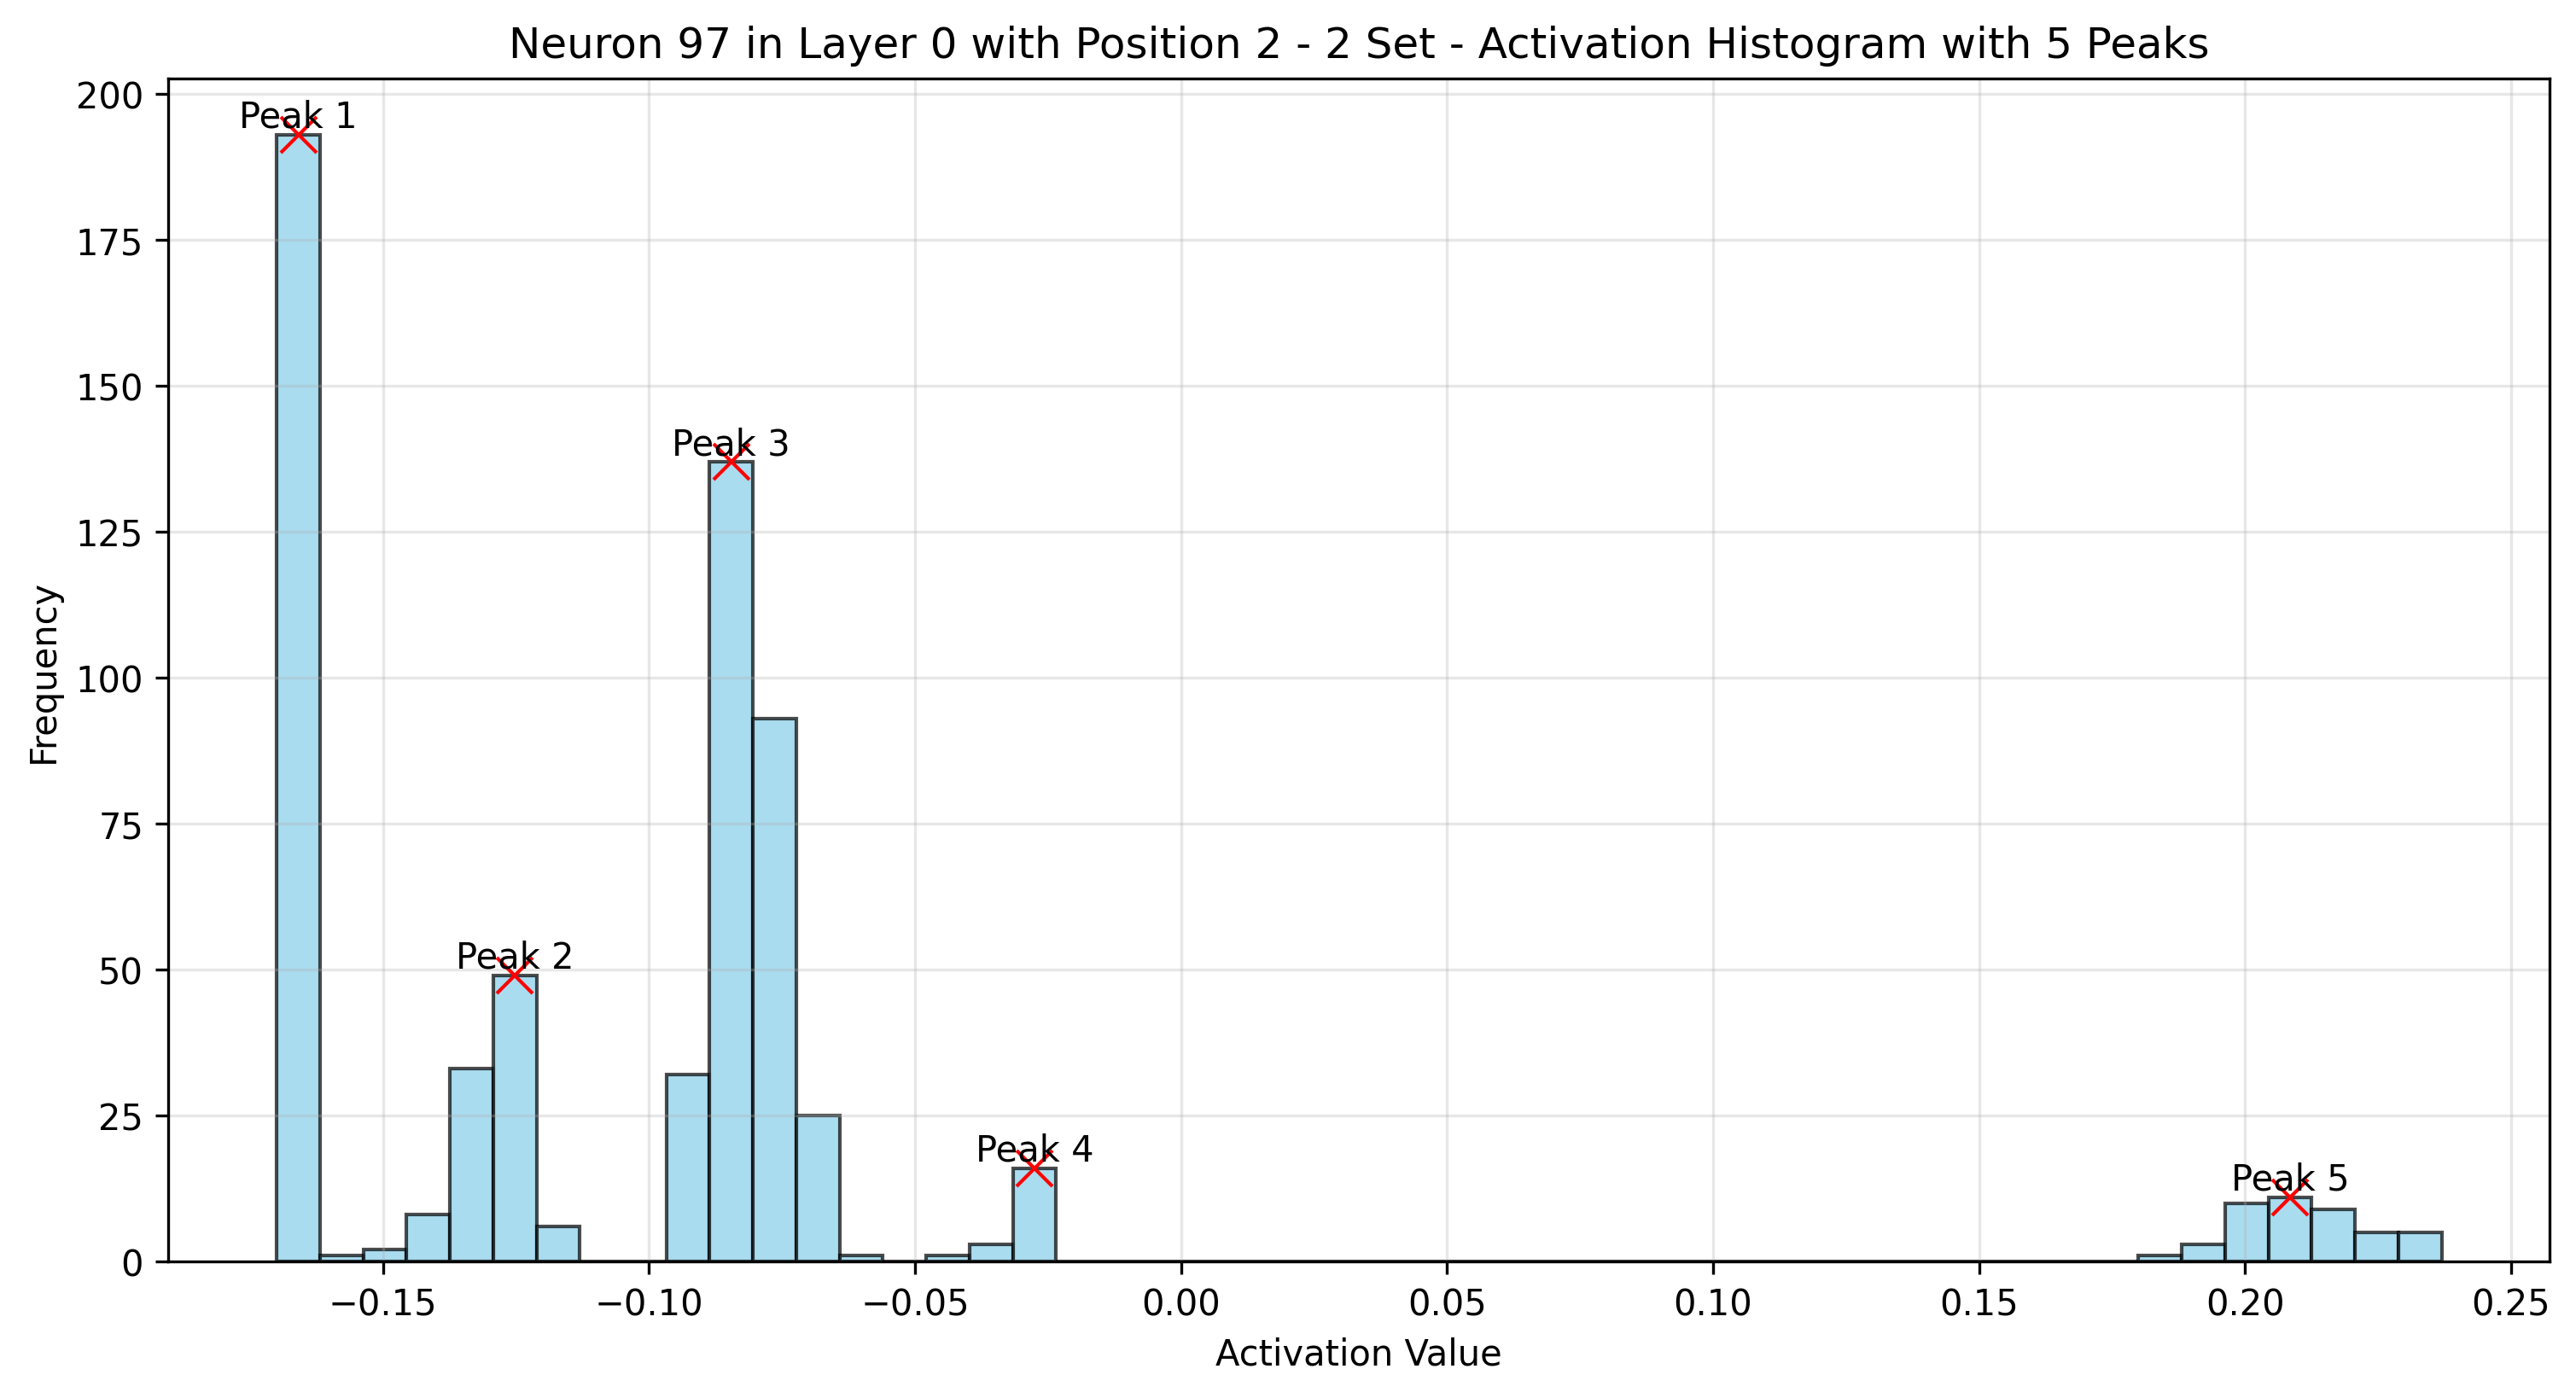 Neuron 97 in Layer 0 with Position 2 - 2 Set - Activation Histogram with 5 Peaks
200
175
150
125
100
75
50
25
0
Frequency
Peak 1
Peak 2
Peak 3
Peak 4
Peak 5
−0.15 −0.10 −0.05 0.00 0.05 0.10 0.15 0.20 0.25
Activation Value